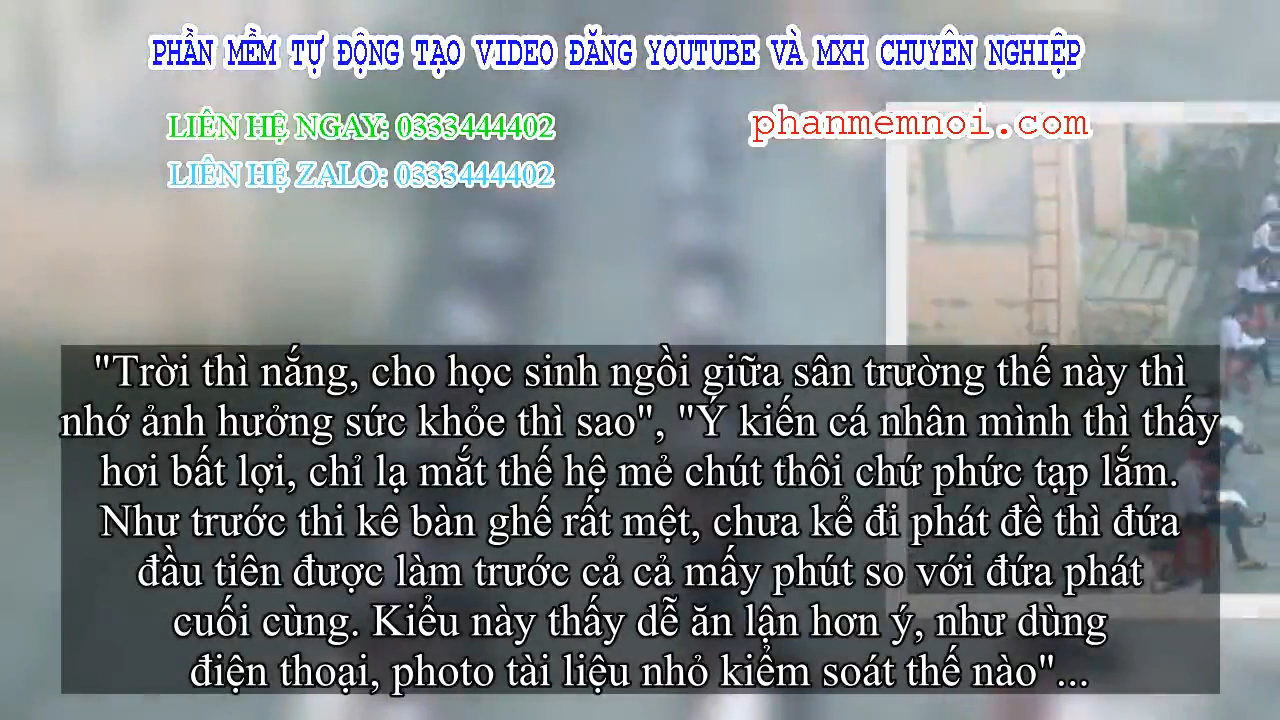 PHẦN MỀM TỰ ĐỘNG TẠO VIDEO ĐĂNG YOUTUBE VÀ MXH CHUYÊN NGHIỆP
LIÊN HỆ NGAY: 0333444402
phanmemnoi.com
LIÊN HỆ ZALO: 0333444402
"Trời thì nắng, cho học sinh ngồi giữa sân trường thế này thì
nhớ ảnh hưởng sức khỏe thì sao", "Ý kiến cá nhân mình thì thấy
hơi bất lợi, chỉ lạ mắt thế hệ mẻ chút thôi chứ phức tạp lắm.
Như trước thi kê bàn ghế rất mệt, chưa kể đi phát đề thì đứa
đầu tiên được làm trước cả cả mấy phút so với đứa phát
cuối cùng. Kiểu này thấy dễ ăn lận hơn ý, như dùng
điện thoại, photo tài liệu nhỏ kiểm soát thế nào"...